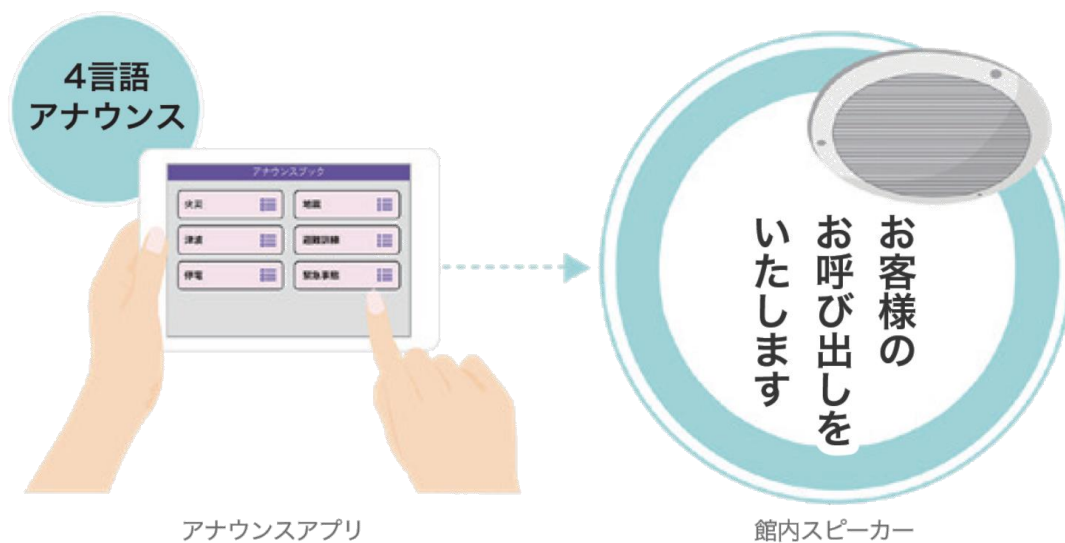 4言語
アナウンス
アナウンスブック
火災
地震
津波
避難訓練
停電
緊急事態
お客様の
お呼び出しを
いたします
アナウンスアプリ
館内スピーカー